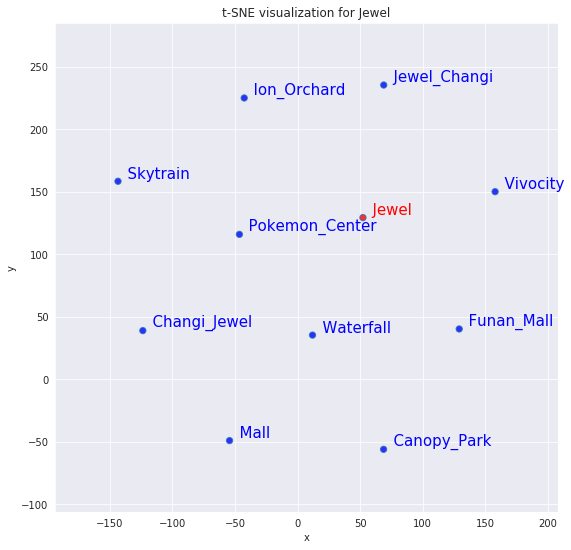 t-SNE visualization for Jewel
250
200
150
100
50
0
−50
−100
y
Ion_Orchard
Jewel_Changi
Skytrain
Vivocity
Jewel
Pokemon_Center
Changi_Jewel
Waterfall
Funan_Mall
Mall
Canopy_Park
−150 −100 −50 0 50 100 150 200
x